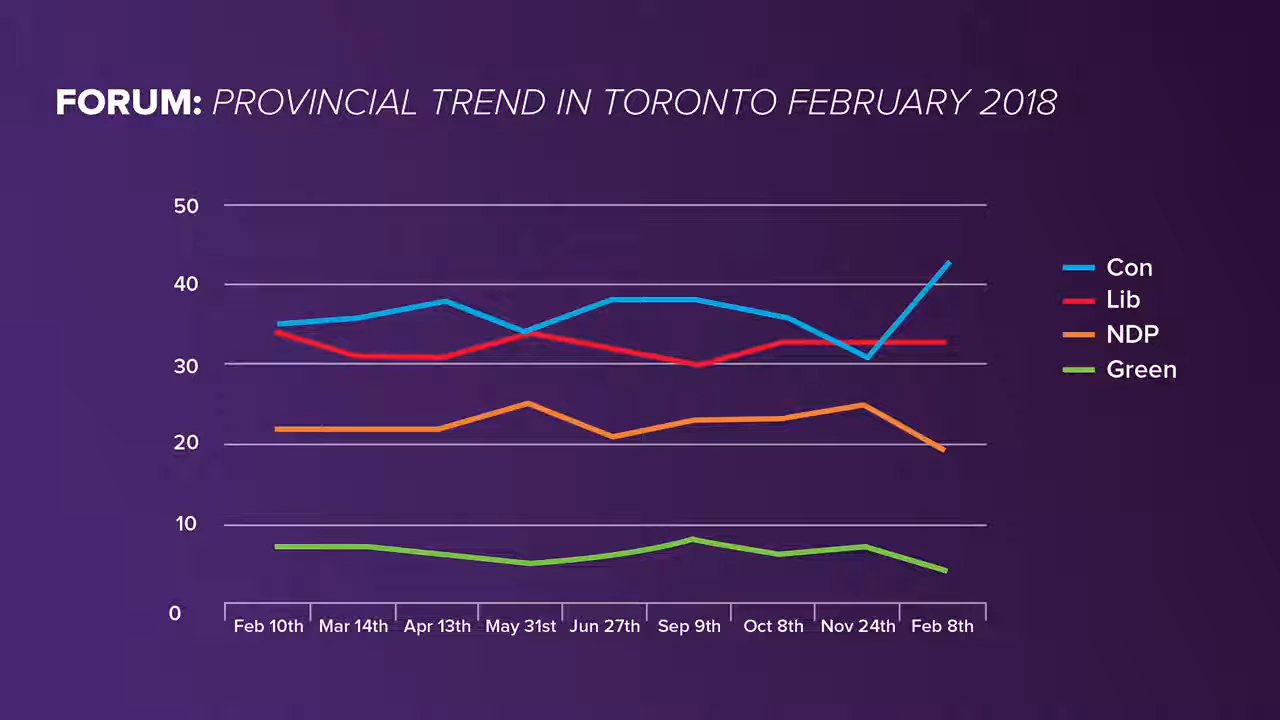 FORUM: PROVINCIAL TREND IN TORONTO FEBRUARY 2018
50
40
30
20
10
0
Feb 10th Mar 14th Apr 13th May 31st Jun 27th Sep 9th Oct 8th Nov 24th Feb 8th
Con
Lib
NDP
Green